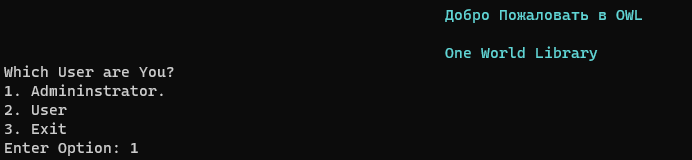 Добро Пожаловать в OWL
One World Library
Which User are You?
1. Admininstrator.
2. User
3. Exit
Enter Option: 1